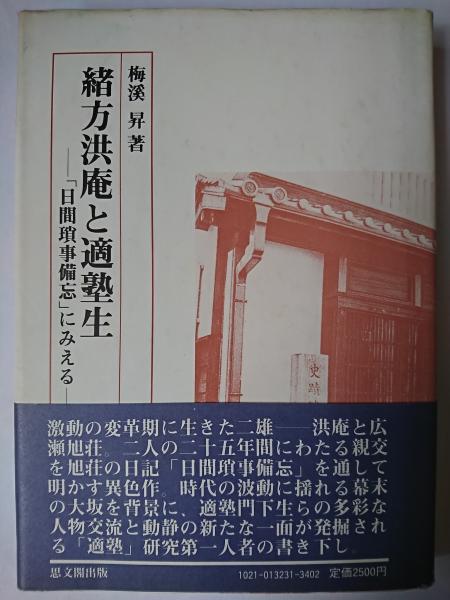 梅溪 昇著
緒方洪庵と適塾生
―「日間瑣事備忘」にみえる―
史蹟
激動の変革期に生きた二雄――洪庵と広
瀬旭荘。二人の二十五年間にわたる親交
を旭荘の日記「日間瑣事備忘」を通して
明かす異色作。時代の波動に揺れる幕末
の大坂を背景に、適塾門下生らの多彩な
人物交流と動静の新たな一面が発掘され
る「適塾」研究第一人者の書き下し。
思文閣出版
1021-013231-3402 定価2500円